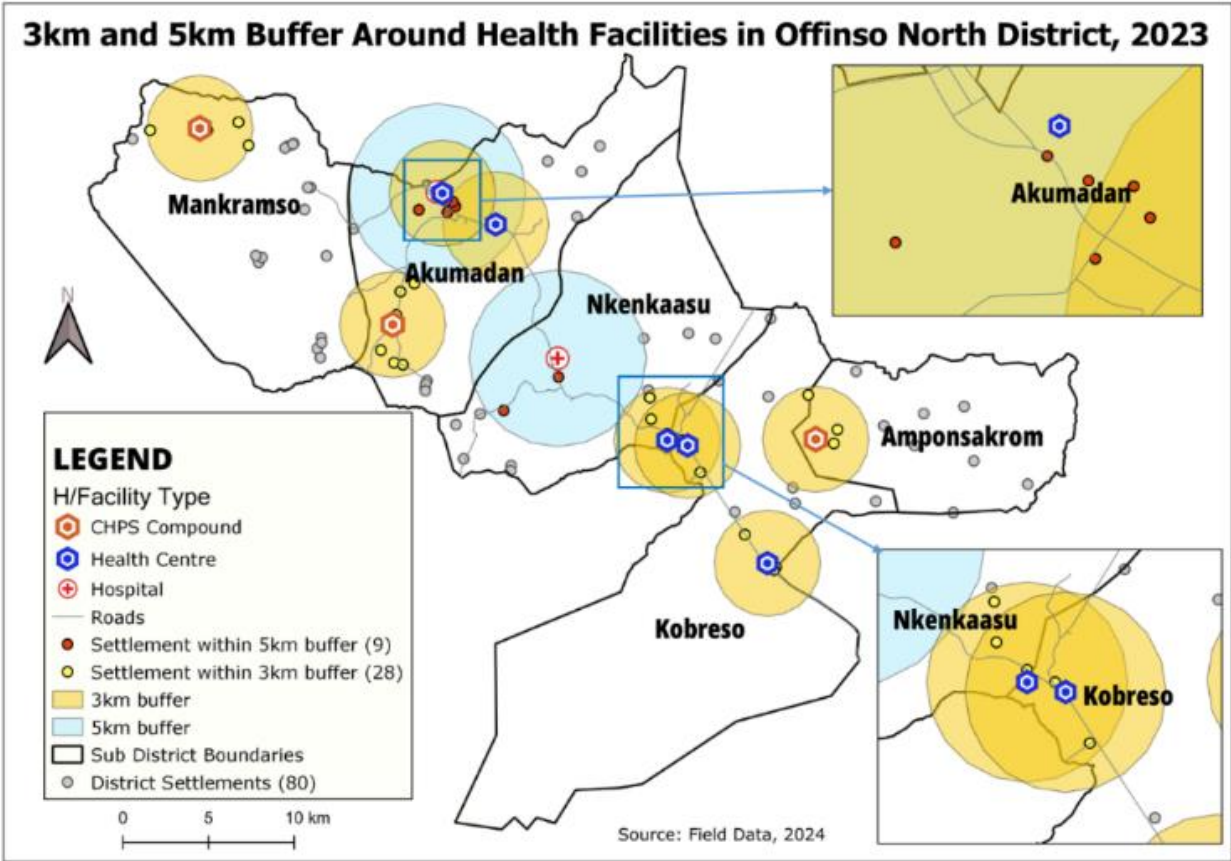 3km and 5km Buffer Around Health Facilities in Offinso North District, 2023
Mankramso
Akumadan
Nkenkaasu
Amponsakrom
Kobreso
Akumadan
Nkenkaasu
Kobreso
N
LEGEND
H/Facility Type
CHPS Compound
Health Centre
Hospital
Roads
Settlement within 5km buffer (9)
Settlement within 3km buffer (28)
3km buffer
5km buffer
Sub District Boundaries
District Settlements (80)
0 5 10 km
Source: Field Data, 2024